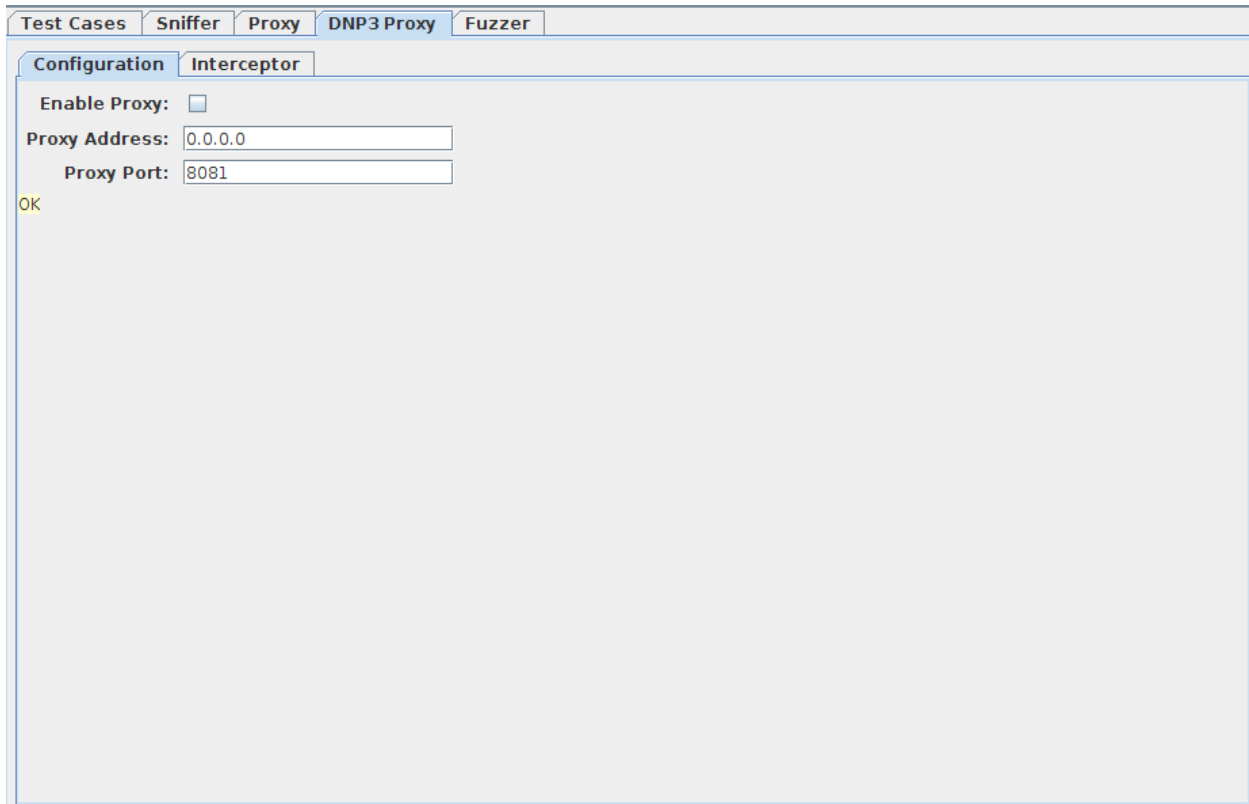 Test Cases Sniffer Proxy DNP3 Proxy Fuzzer
Configuration Interceptor
Enable Proxy:
Proxy Address: 0.0.0.0
Proxy Port: 8081
OK